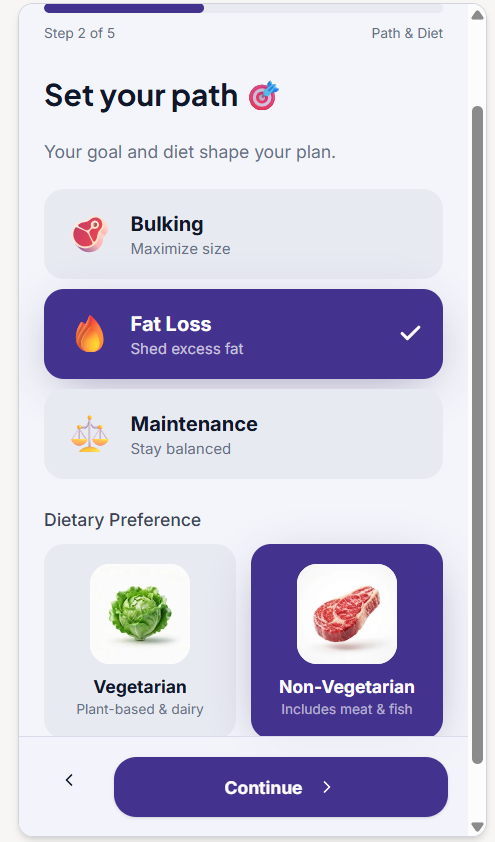 Step 2 of 5
Path & Diet
Set your path
Your goal and diet shape your plan.
Bulking
Maximize size
Fat Loss
Shed excess fat
Maintenance
Stay balanced
Dietary Preference
Vegetarian
Plant-based & dairy
Non-Vegetarian
Includes meat & fish
Continue